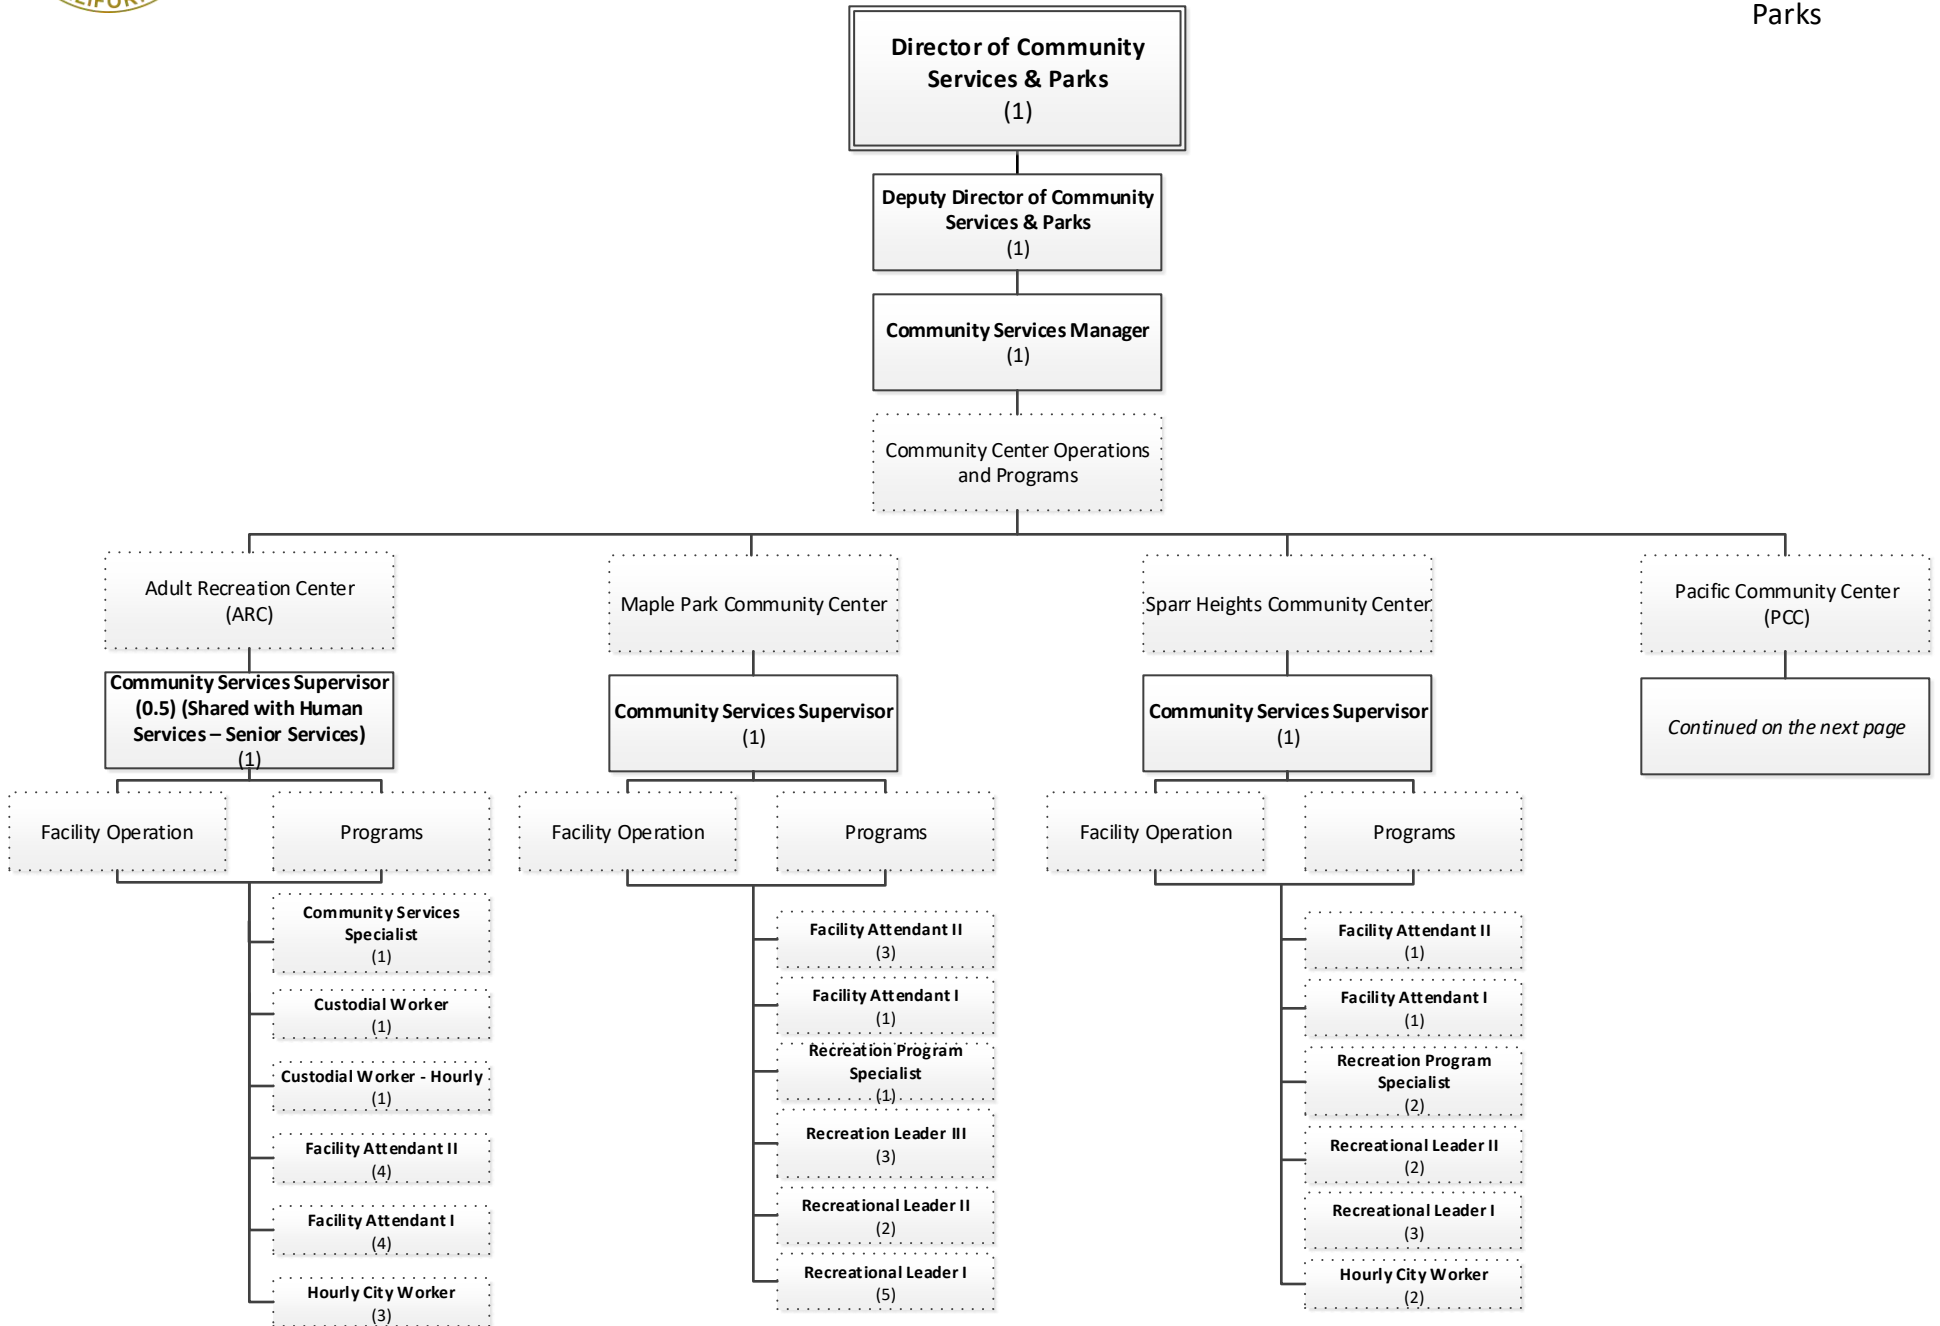 Parks
Director of Community
Services & Parks
(1)
Deputy Director of Community
Services & Parks
(1)
Community Services Manager
(1)
Community Center Operations
and Programs
Adult Recreation Center
(ARC)
Maple Park Community Center
Sparr Heights Community Center
Pacific Community Center
(PCC)
Community Services Supervisor
(0.5) (Shared with Human
Services – Senior Services)
(1)
Community Services Supervisor
(1)
Community Services Supervisor
(1)
Continued on the next page
Facility Operation
Programs
Facility Operation
Programs
Facility Operation
Programs
Community Services
Specialist
(1)
Custodial Worker
(1)
Custodial Worker - Hourly
(1)
Facility Attendant II
(4)
Facility Attendant I
(4)
Hourly City Worker
(3)
Facility Attendant II
(3)
Facility Attendant I
(1)
Recreation Program
Specialist
(1)
Recreation Leader III
(3)
Recreational Leader II
(2)
Recreational Leader I
(5)
Facility Attendant II
(1)
Facility Attendant I
(1)
Recreation Program
Specialist
(2)
Recreational Leader II
(2)
Recreational Leader I
(3)
Hourly City Worker
(2)